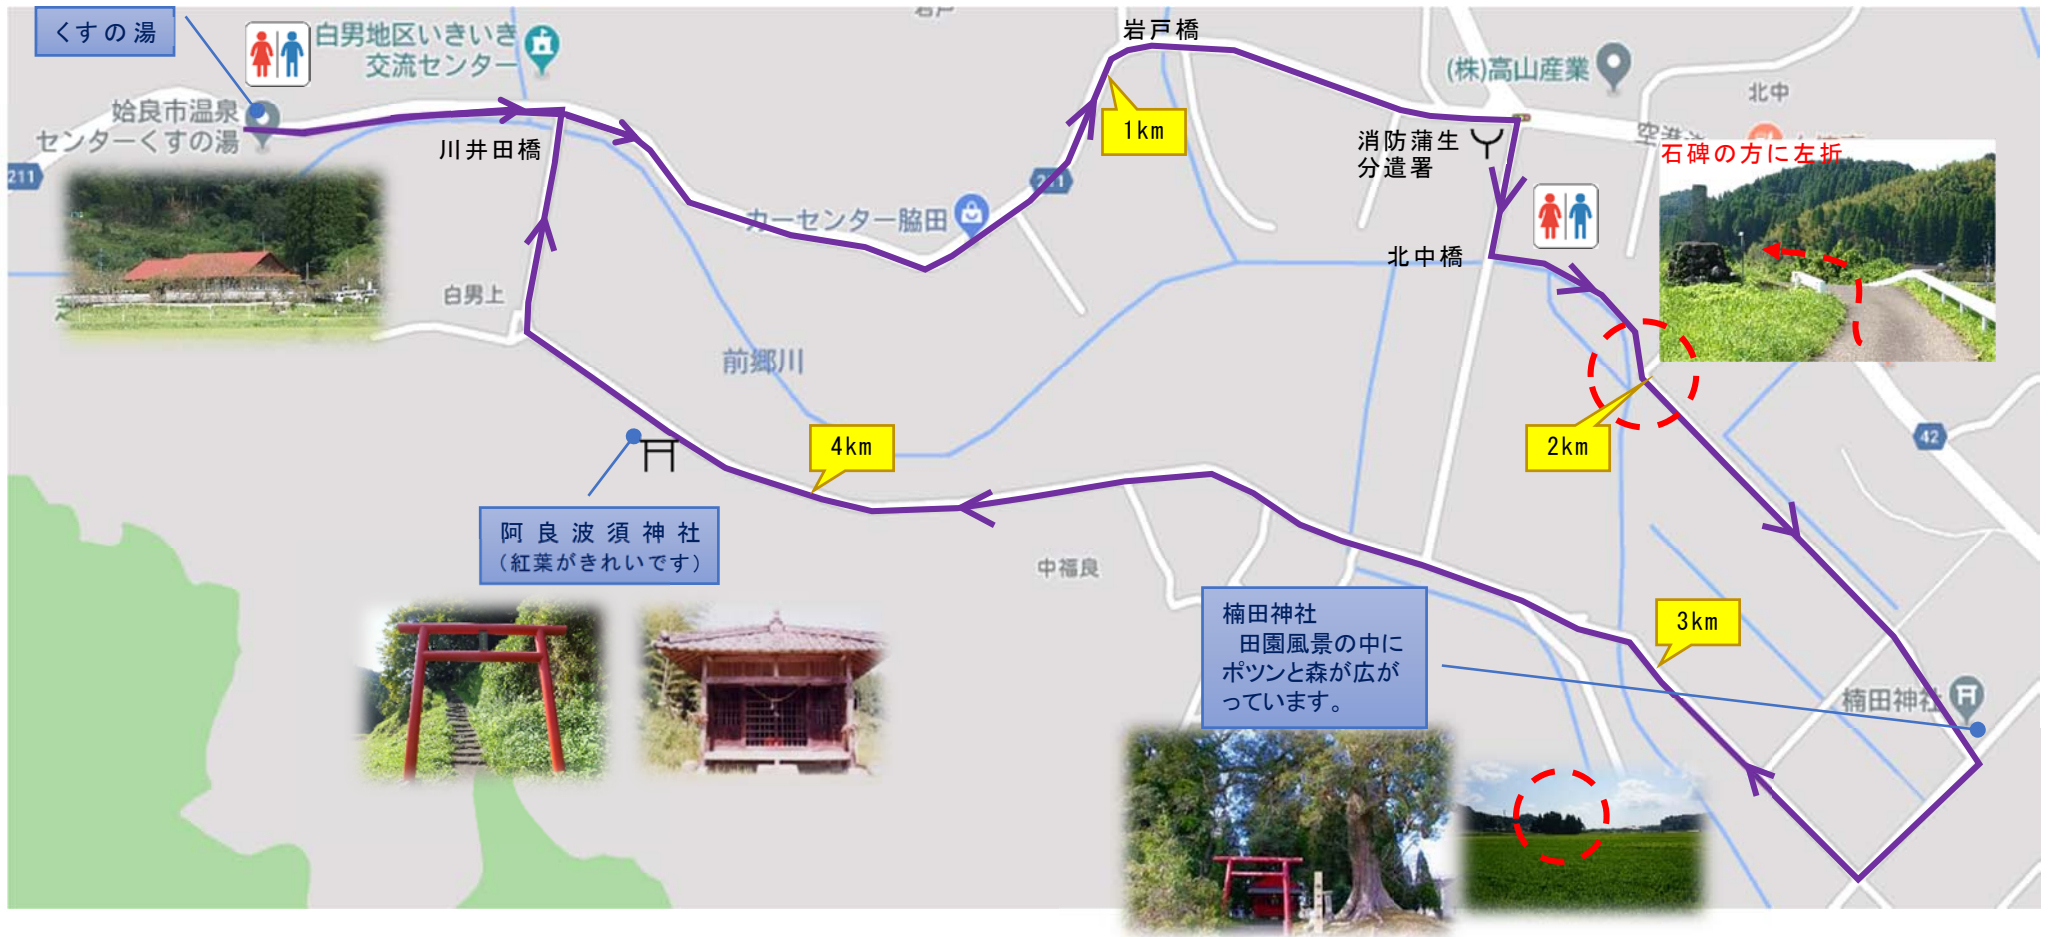 くすの湯
白男地区いきいき
交流センター
姶良市温泉
センターくすの湯
211
川井田橋
岩戸橋
1km
(株)高山産業
北中
消防蒲生
分遣署
石碑の方に左折
211
カーセンター脇田
北中橋
白男上
前郷川
42
2km
4km
阿良波須神社
（紅葉がきれいです）
中福良
3km
楠田神社
田園風景の中に
ポツンと森が広が
っています。
楠田神社